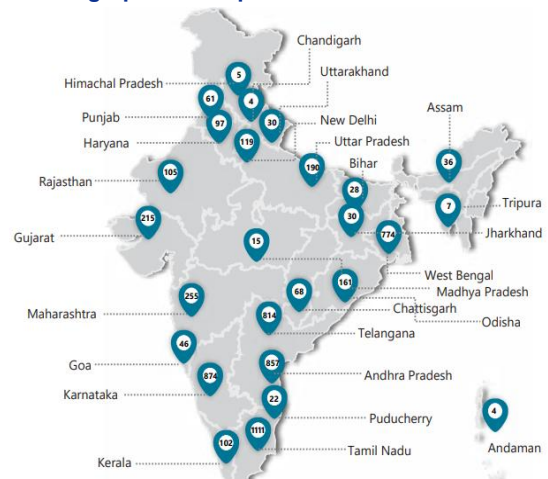 Chandigarh
Himachal Pradesh
5
Uttarakhand
61
4
Punjab
97
30
New Delhi
Assam
Haryana
119
Uttar Pradesh
190
Bihar
36
Rajasthan
105
28
7
Tripura
Gujarat
215
30
Jharkhand
15
774
West Bengal
161
Madhya Pradesh
Maharashtra
255
68
Chattisgarh
814
Odisha
Telangana
46
Goa
857
Andhra Pradesh
Karnataka
874
22
Puducherry
4
Andaman
1111
Tamil Nadu
102
Kerala